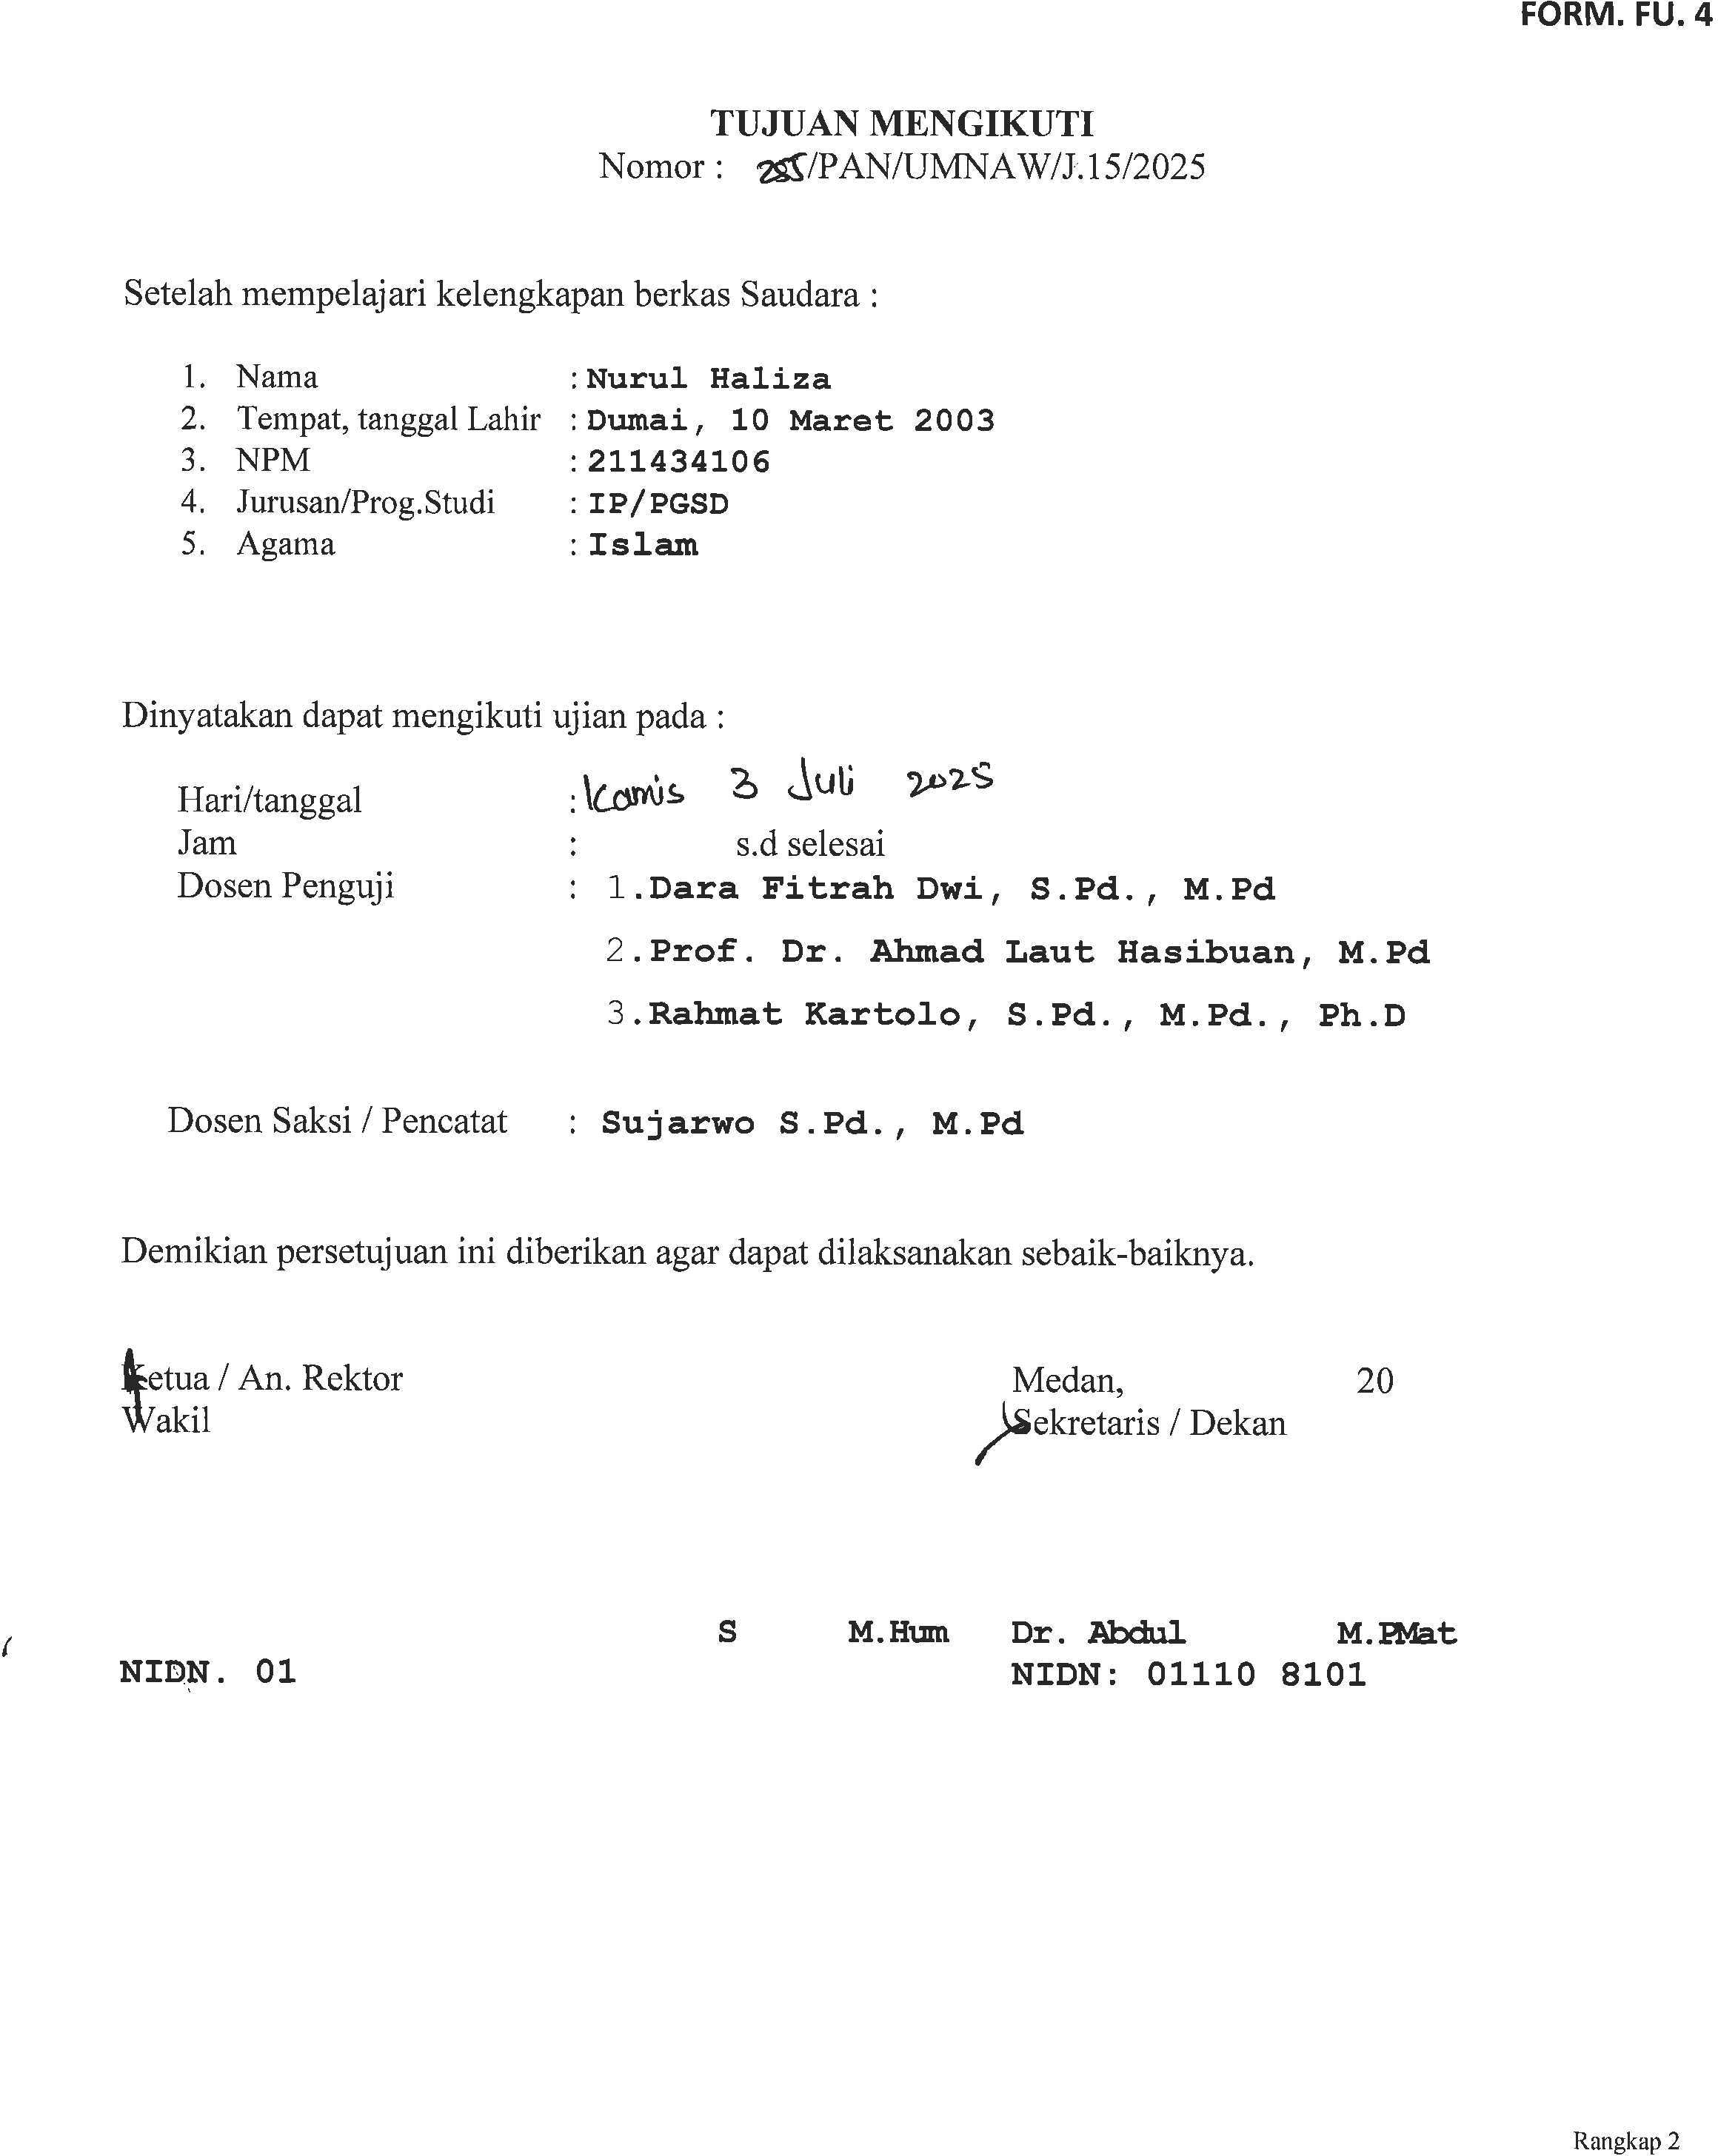 FORM. FU. 4
TUJUAN MENGIKUTI
Nomor : 285/PAN/UMNAW/J.15/2025
Setelah mempelajari kelengkapan berkas Saudara :
1. Nama : Nurul Haliza
2. Tempat, tanggal Lahir : Dumai, 10 Maret 2003
3. NPM : 211434106
4. Jurusan/Prog.Studi : IP/PGSD
5. Agama : Islam
Dinyatakan dapat mengikuti ujian pada :
Hari/tanggal : Kamis 3 Juli 2025
Jam : s.d selesai
Dosen Penguji : 1.Dara Fitrah Dwi, S.Pd., M.Pd
2.Prof. Dr. Ahmad Laut Hasibuan, M.Pd
3.Rahmat Kartolo, S.Pd., M.Pd., Ph.D
Dosen Saksi / Pencatat : Sujarwo S.Pd., M.Pd
Demikian persetujuan ini diberikan agar dapat dilaksanakan sebaik-baiknya.
Ketua / An. Rektor Medan, 20
Wakil Sekretaris / Dekan
S M.Hum Dr. Abdul M.PMat
NIDN. 01 NIDN: 01110 8101
Rangkap 2